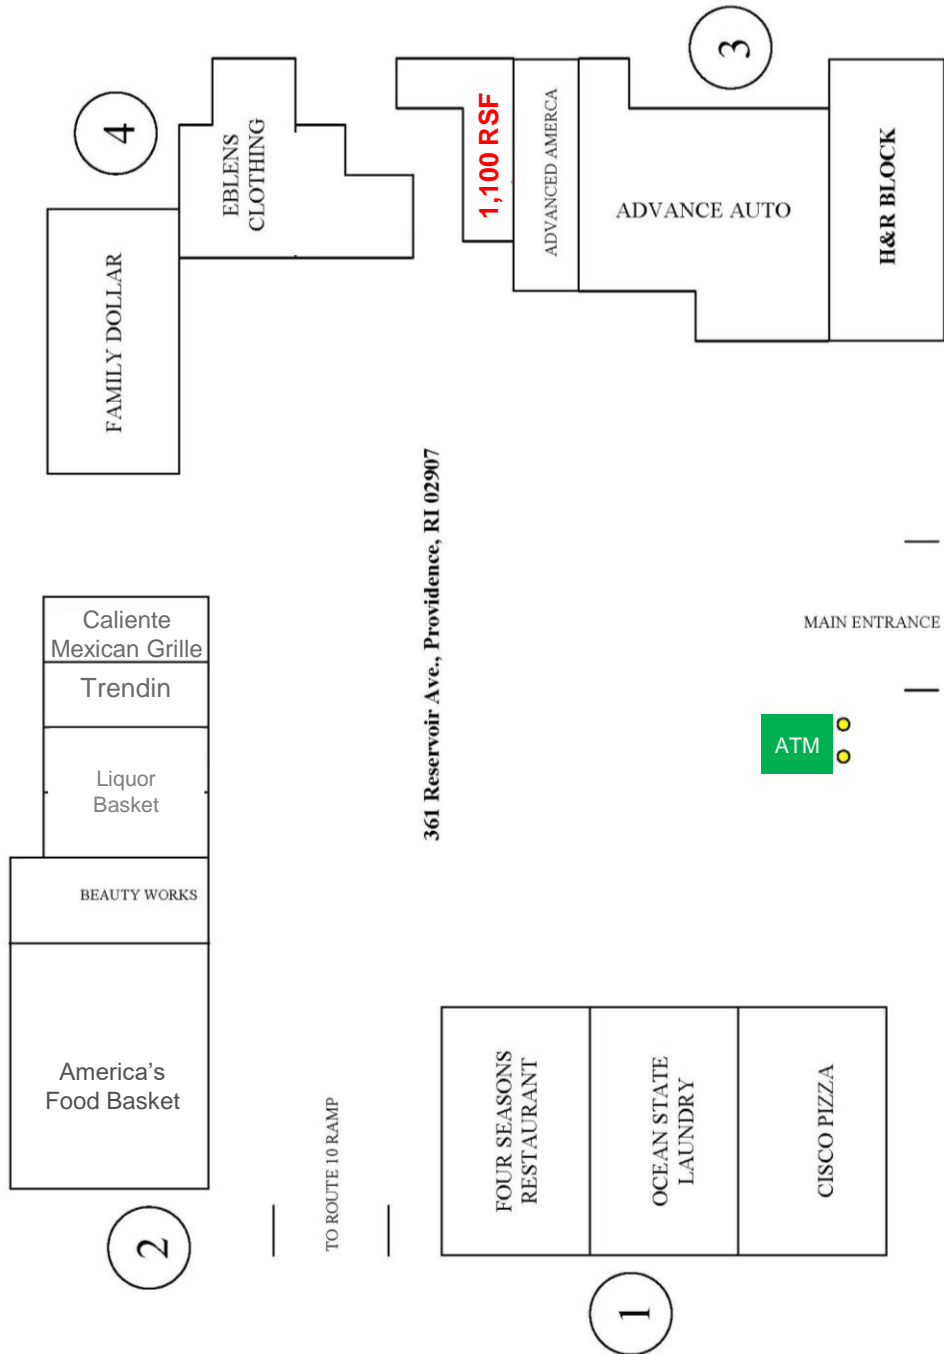 3
4
EBLENS
CLOTHING
1,100 RSF
ADVANCED AMERCA
ADVANCE AUTO
H&R BLOCK
FAMILY DOLLAR
361 Reservoir Ave., Providence, RI 02907
Caliente
Mexican Grille
Trendin
Liquor
Basket
BEAUTY WORKS
America's
Food Basket
MAIN ENTRANCE
ATM
FOUR SEASONS
RESTAURANT
OCEAN STATE
LAUNDRY
CISCO PIZZA
TO ROUTE 10 RAMP
2
1